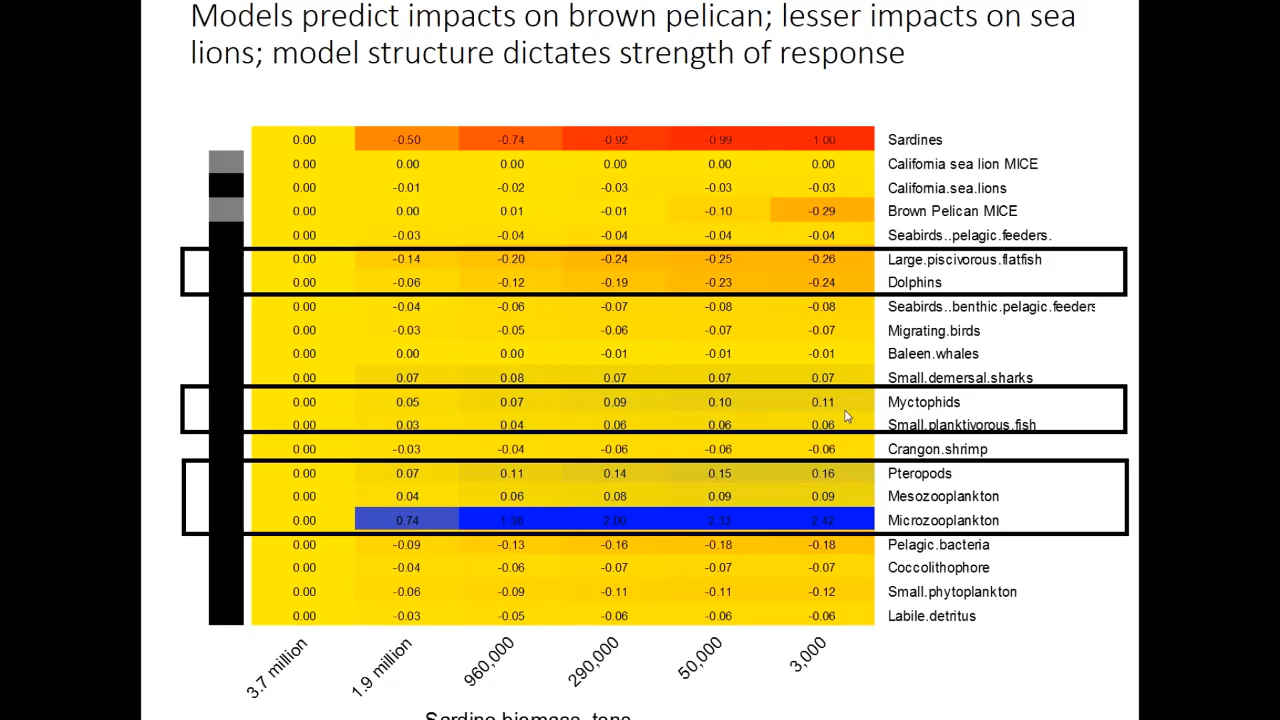 Models predict impacts on brown pelican; lesser impacts on sea
lions; model structure dictates strength of response
0.00 -0.50 -0.74 -0.92 -0.99 -1.00 Sardines
0.00 0.00 0.00 0.00 0.00 0.00 California sea lion MICE
0.00 -0.01 -0.02 -0.03 -0.03 -0.03 California.sea.lions
0.00 0.00 0.01 -0.01 -0.10 -0.29 Brown Pelican MICE
0.00 -0.03 -0.04 -0.04 -0.04 -0.04 Seabirds..pelagic.feeders.
0.00 -0.14 -0.20 -0.24 -0.25 -0.26 Large.piscivorous.flatfish
0.00 -0.06 -0.12 -0.19 -0.23 -0.24 Dolphins
0.00 -0.04 -0.06 -0.07 -0.08 -0.08 Seabirds..benthic.pelagic.feeders
0.00 -0.03 -0.05 -0.06 -0.07 -0.07 Migrating.birds
0.00 0.00 0.00 -0.01 -0.01 -0.01 Baleen.whales
0.00 0.07 0.08 0.07 0.07 0.07 Small.demersal.sharks
0.00 0.05 0.07 0.09 0.10 0.11 Myctophids
0.00 0.03 0.04 0.06 0.06 0.06 Small.planktivorous.fish
0.00 -0.03 -0.04 -0.06 -0.06 -0.06 Crangon.shrimp
0.00 0.07 0.11 0.14 0.15 0.16 Pteropods
0.00 0.04 0.06 0.08 0.09 0.09 Mesozooplankton
0.00 0.74 2.00 2.33 2.42 Microzooplankton
0.00 -0.09 -0.13 -0.16 -0.18 -0.18 Pelagic.bacteria
0.00 -0.04 -0.06 -0.07 -0.07 -0.07 Coccolithophore
0.00 -0.06 -0.09 -0.11 -0.11 -0.12 Small.phytoplankton
0.00 -0.03 -0.05 -0.06 -0.06 -0.06 Labile.detritus
3.7 million 1.9 million 960,000 290,000 50,000 3,000
Sardine biomass, tons